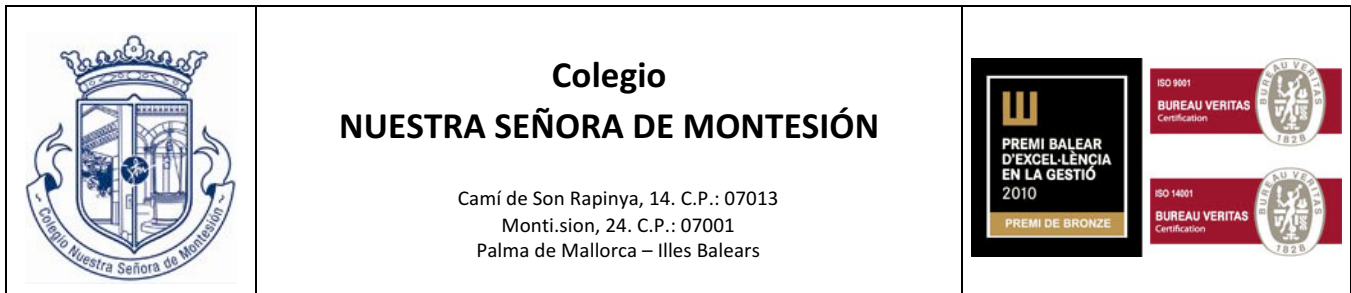 Colegio Nuestra Señora de Montesión
Colegio
NUESTRA SEÑORA DE MONTESIÓN
Camí de Son Rapinya, 14. C.P.: 07013
Monti.sion, 24. C.P.: 07001
Palma de Mallorca – Illes Balears
PREMI BALEAR
D'EXCEL·LÈNCIA
EN LA GESTIÓ
2010
PREMI DE BRONZE
ISO 9001
BUREAU VERITAS
Certification
BUREAU VERITAS
1828
ISO 14001
BUREAU VERITAS
Certification
BUREAU VERITAS
1828